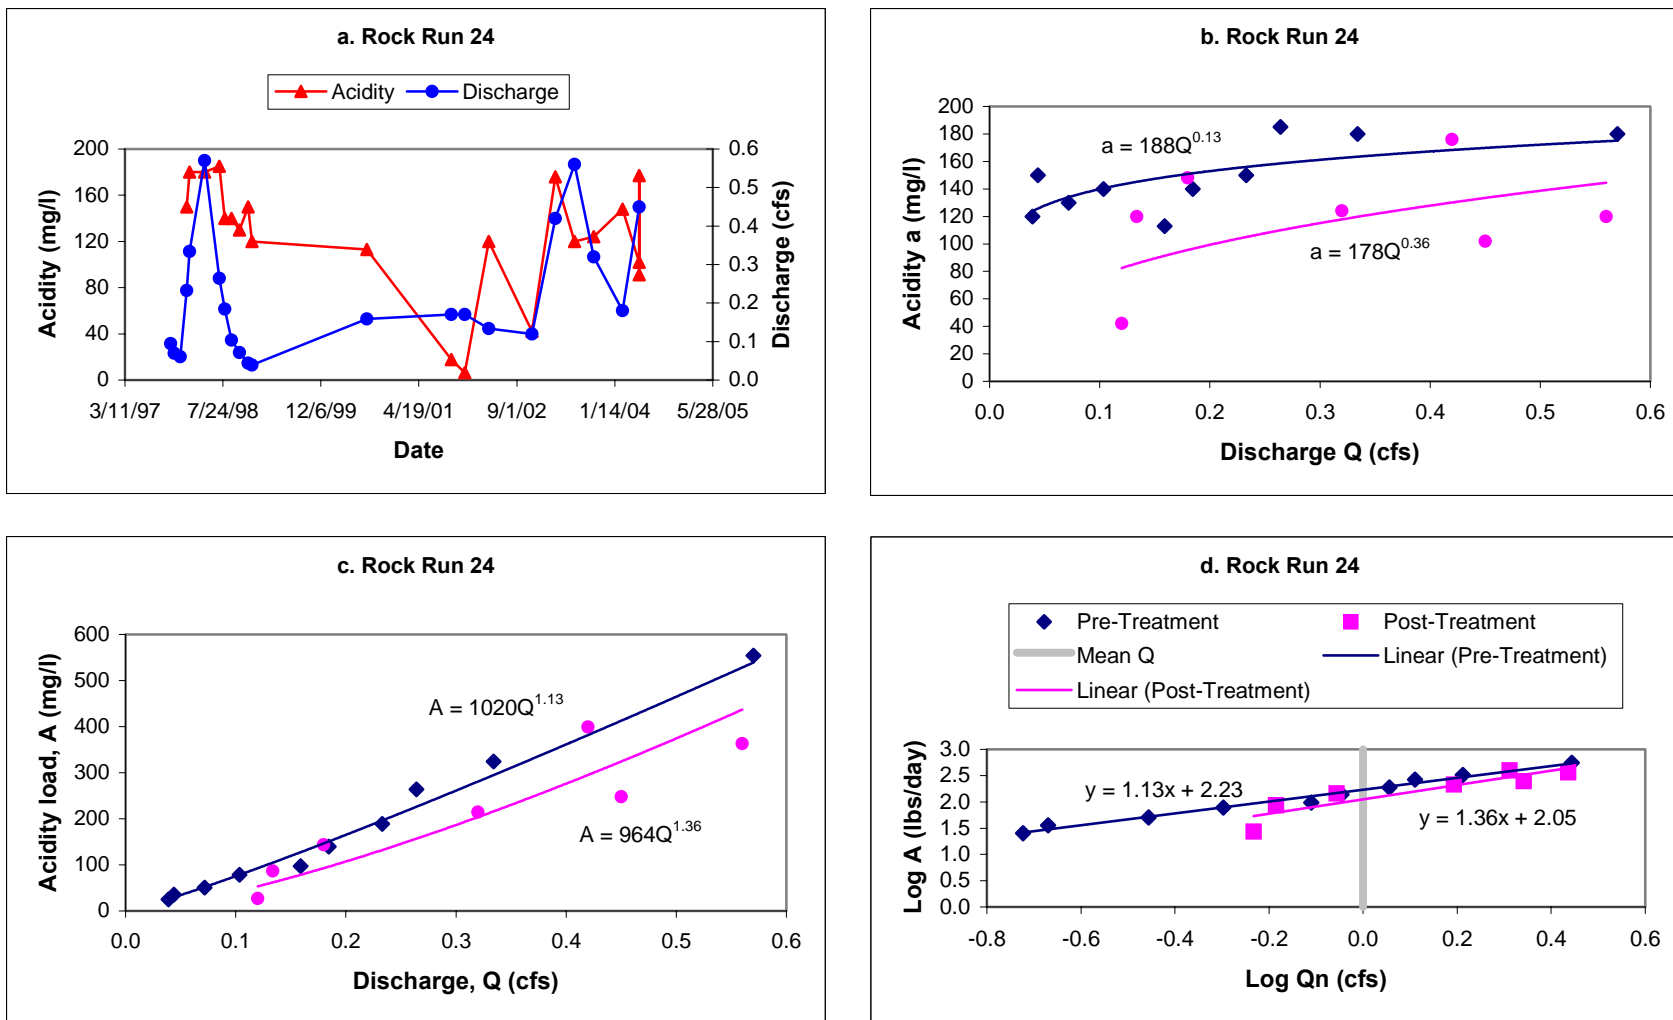 a. Rock Run 24
Acidity Discharge
Acidity (mg/l)
200
160
120
80
40
0
0.6
0.5
0.4
0.3
0.2
0.1
0.0
Discharge (cfs)
3/11/97 7/24/98 12/6/99 4/19/01 9/1/02 1/14/04 5/28/05
Date
b. Rock Run 24
Acidity a (mg/l)
200
180
160
140
120
100
80
60
40
20
0
a = 188Q^0.13
a = 178Q^0.36
0.0 0.1 0.2 0.3 0.4 0.5 0.6
Discharge Q (cfs)
c. Rock Run 24
Acidity load, A (mg/l)
600
500
400
300
200
100
0
A = 1020Q^1.13
A = 964Q^1.36
0.0 0.1 0.2 0.3 0.4 0.5 0.6
Discharge, Q (cfs)
d. Rock Run 24
Pre-Treatment Post-Treatment
Mean Q Linear (Pre-Treatment)
Linear (Post-Treatment)
Log A (lbs/day)
3.0
2.5
2.0
1.5
1.0
0.5
0.0
y = 1.13x + 2.23
y = 1.36x + 2.05
-0.8 -0.6 -0.4 -0.2 0.0 0.2 0.4 0.6
Log Qn (cfs)